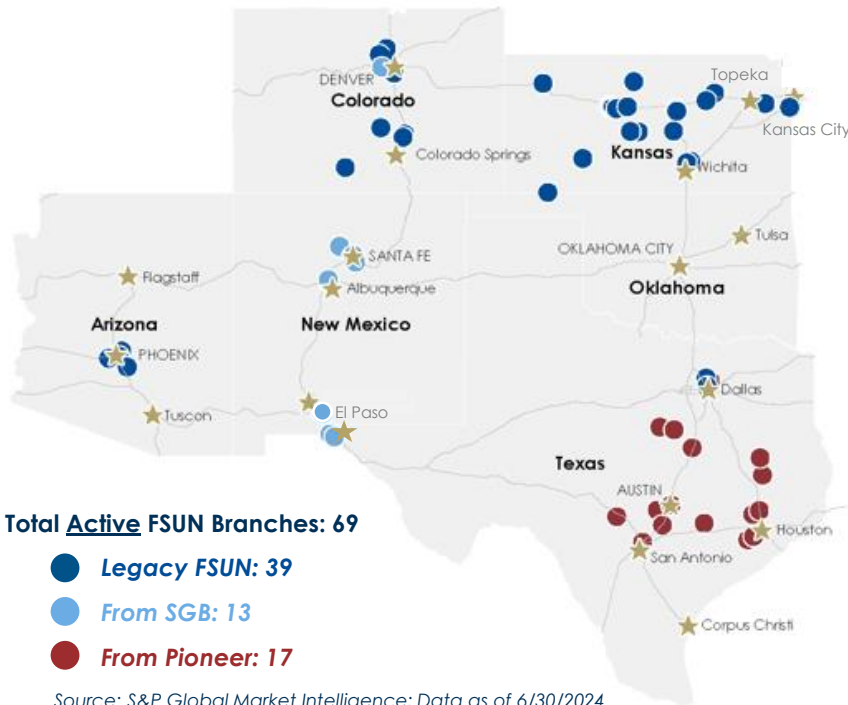 Topeka
DENVER
Colorado
Kansas City
Colorado Springs
Kansas
Wichita
Tulsa
SANTA FE
OKLAHOMA CITY
Flagstaff
Albuquerque
Oklahoma
Arizona
New Mexico
PHOENIX
Dallas
El Paso
Tuscon
Texas
AUSTIN
Total Active FSUN Branches: 69
Houston
Legacy FSUN: 39
San Antonio
From SGB: 13
Corpus Christi
From Pioneer: 17
Source: S&P Global Market Intelligence; Data as of 6/30/2024